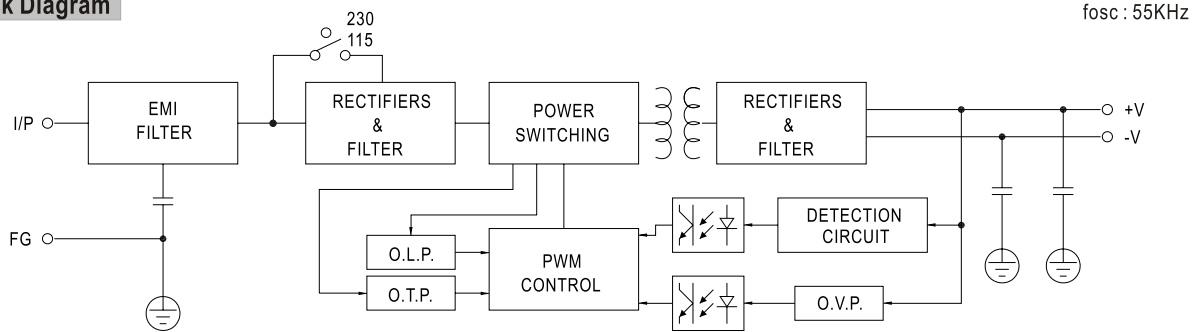 k Diagram
fosc : 55KHz
230
115
I/P
EMI
FILTER
RECTIFIERS
&
FILTER
POWER
SWITCHING
RECTIFIERS
&
FILTER
+V
-V
FG
O.L.P.
O.T.P.
PWM
CONTROL
DETECTION
CIRCUIT
O.V.P.